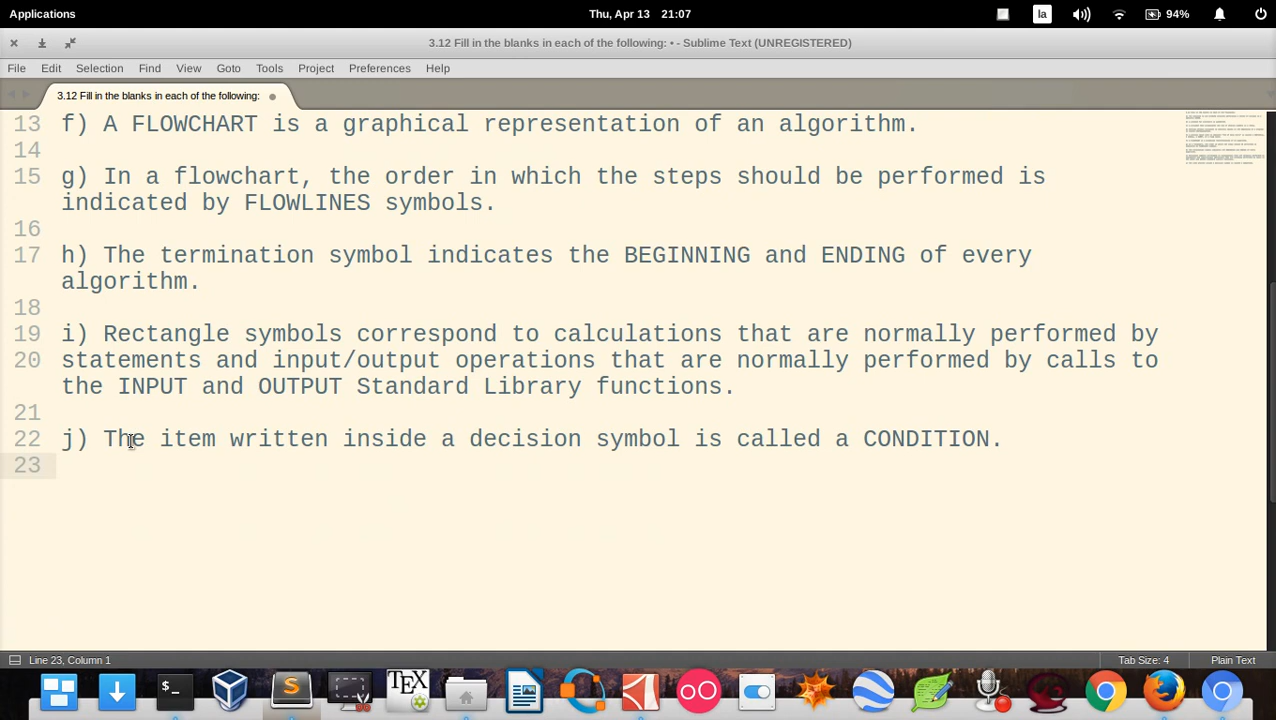 Applications
Thu, Apr 13 21:07
la
94%
3.12 Fill in the blanks in each of the following: • - Sublime Text (UNREGISTERED)
File Edit Selection Find View Goto Tools Project Preferences Help
3.12 Fill in the blanks in each of the following:
13 f) A FLOWCHART is a graphical representation of an algorithm.
14
15 g) In a flowchart, the order in which the steps should be performed is
indicated by FLOWLINES symbols.
16
17 h) The termination symbol indicates the BEGINNING and ENDING of every
algorithm.
18
19 i) Rectangle symbols correspond to calculations that are normally performed by
20 statements and input/output operations that are normally performed by calls to
the INPUT and OUTPUT Standard Library functions.
21
22 j) The item written inside a decision symbol is called a CONDITION.
23
Line 23, Column 1
Tab Size: 4
Plain Text
>_
S
TEX